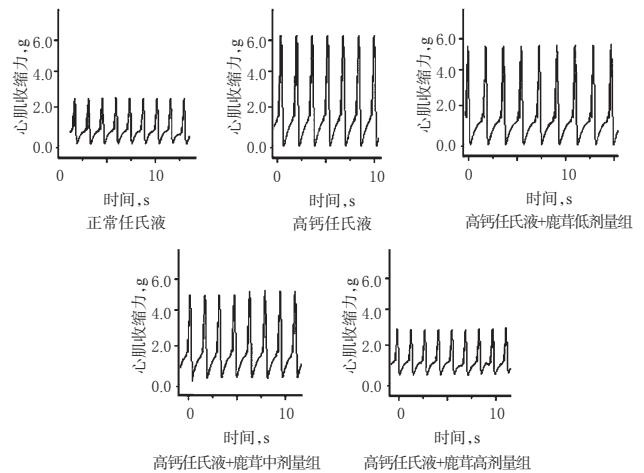 心肌收缩力,g
6.0
4.0
2.0
0.0
0
10
时间,s
正常任氏液
心肌收缩力,g
6.0
4.0
2.0
0.0
0
10
时间,s
高钙任氏液
心肌收缩力,g
6.0
4.0
2.0
0.0
10
时间,s
高钙任氏液+鹿茸低剂量组
心肌收缩力,g
6.0
4.0
2.0
0.0
0
10
时间,s
高钙任氏液+鹿茸中剂量组
心肌收缩力,g
6.0
4.0
2.0
0.0
0
10
时间,s
高钙任氏液+鹿茸高剂量组